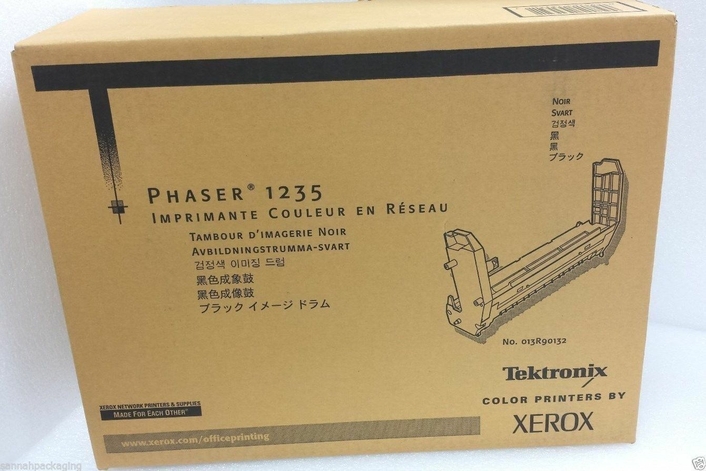 NOIR
SVART
검정색
黑
黑
ブラック
PHASER® 1235
IMPRIMANTE COULEUR EN RÉSEAU
TAMBOUR D'IMAGERIE NOIR
AVBILDNINGSTRUMMA-SVART
검정색 이미징 드럼
黑色成象鼓
黑色成像鼓
ブラック イメージ ドラム
No. 013R90132
Tektronix
COLOR PRINTERS BY
XEROX
XEROX NETWORK PRINTERS & SUPPLIES
MADE FOR EACH OTHER™
www.xerox.com/officeprinting
sannahpackaging